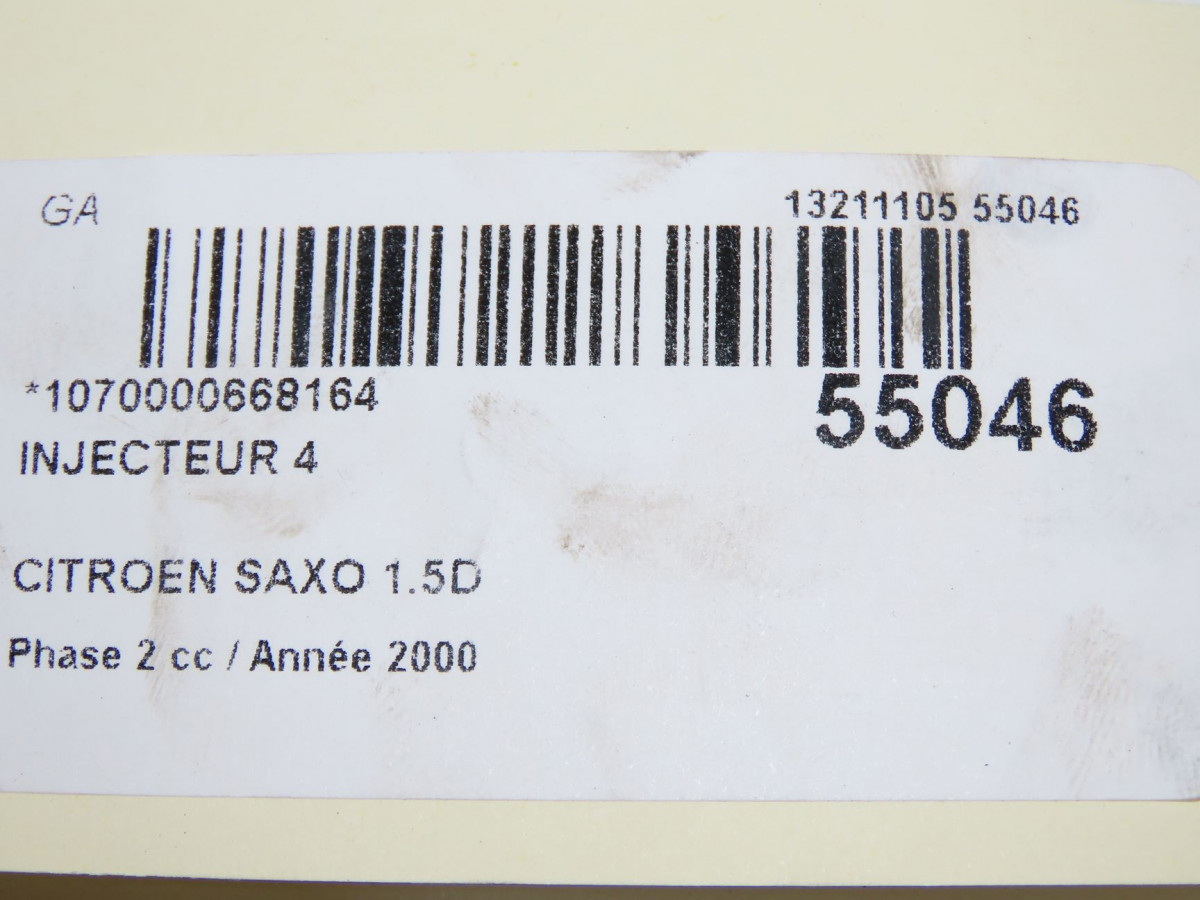 GA
13211105 55046
*1070000668164
55046
INJECTEUR 4
CITROEN SAXO 1.5D
Phase 2 cc / Année 2000